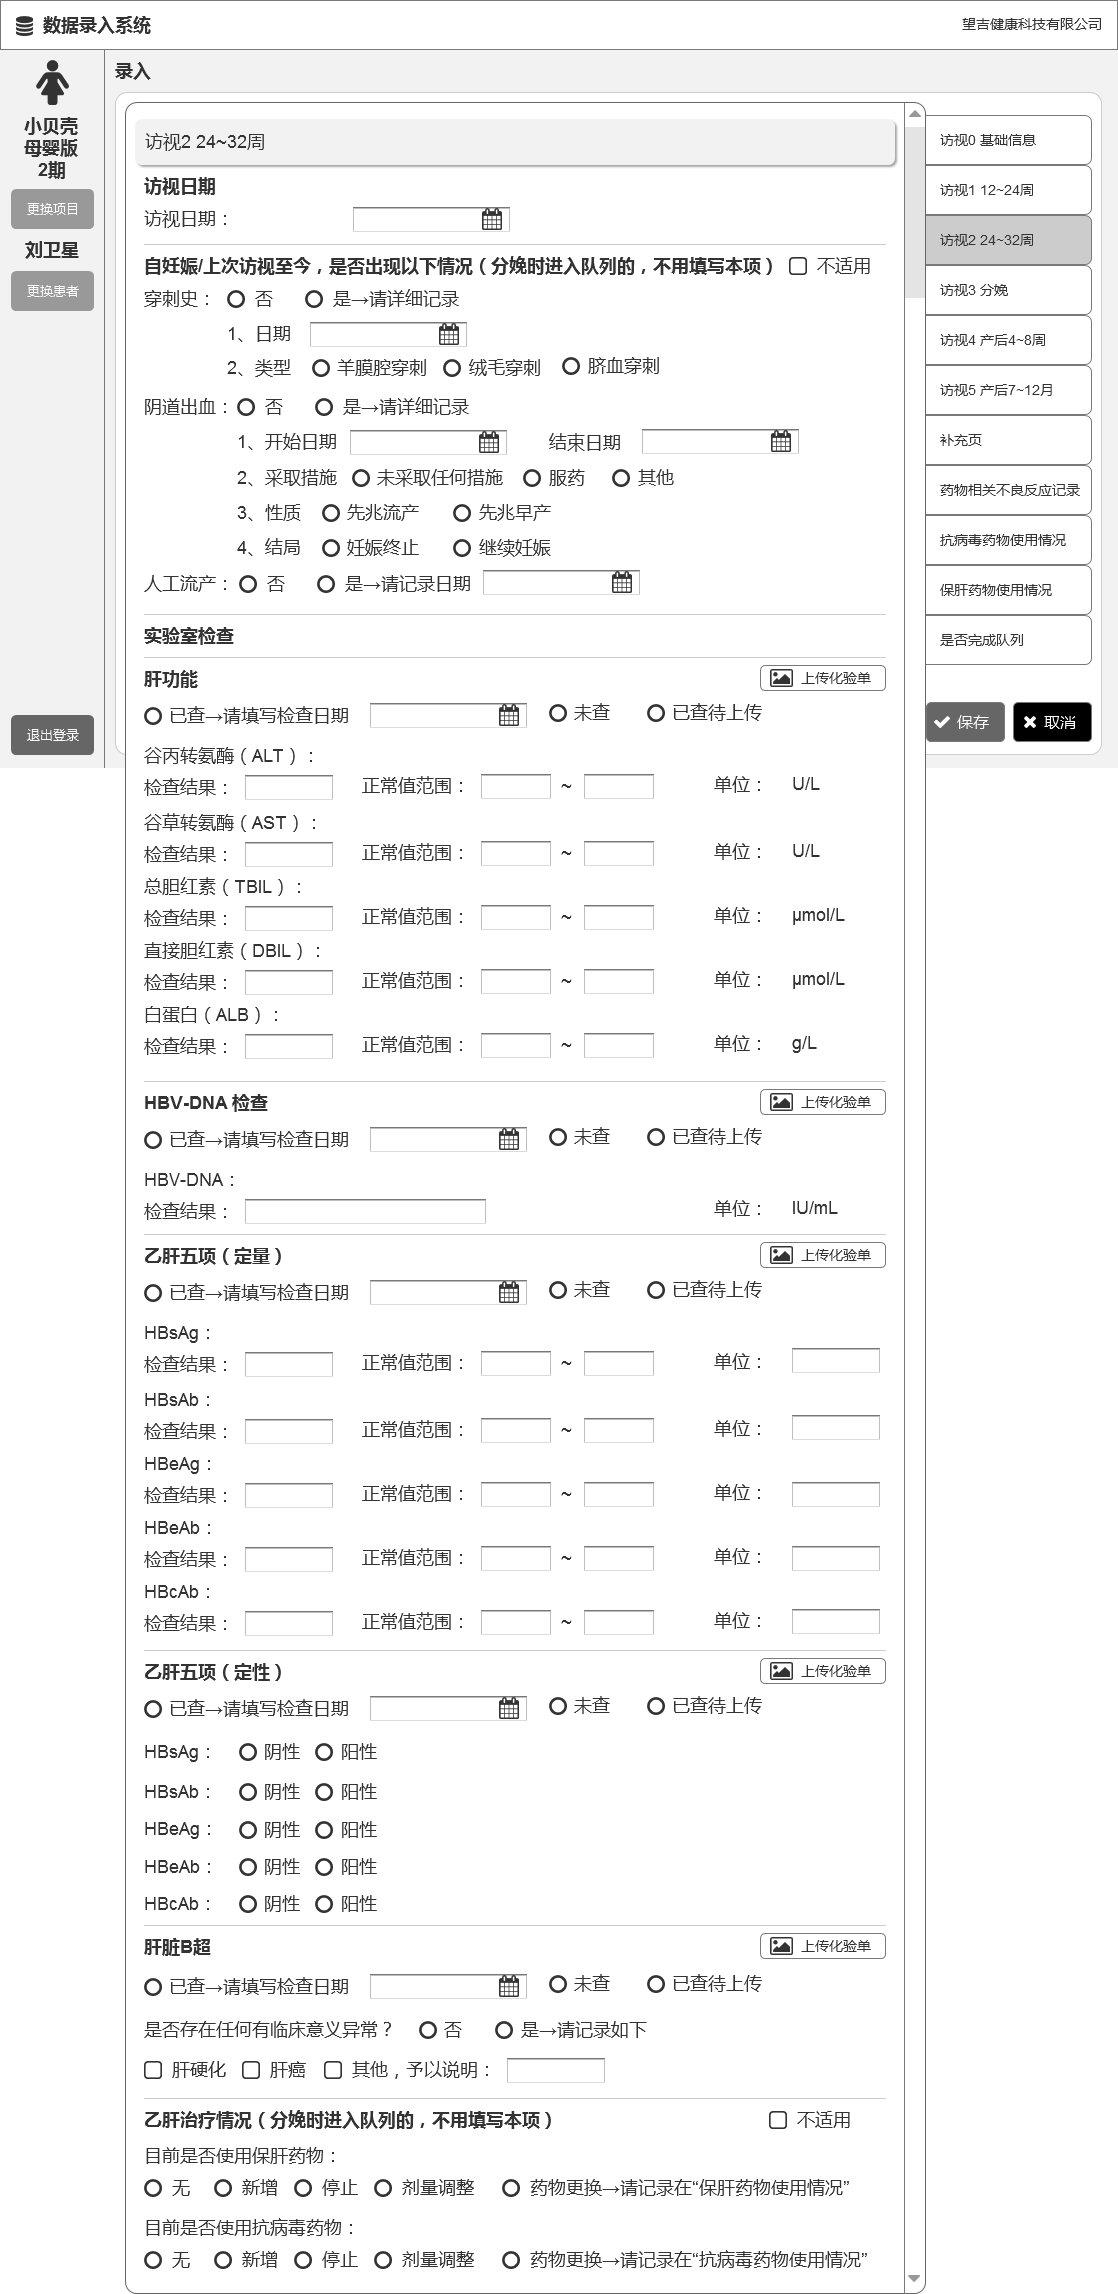 数据录入系统
望吉健康科技有限公司
小贝壳
母婴版
2期
更换项目
刘卫星
更换患者
退出登录
录入
访视2 24~32周
访视日期
访视日期：
自妊娠/上次访视至今，是否出现以下情况（分娩时进入队列的，不用填写本项） 不适用
穿刺史： 否 是→请详细记录
1、日期
2、类型 羊膜腔穿刺 绒毛穿刺 脐血穿刺
阴道出血： 否 是→请详细记录
1、开始日期 结束日期
2、采取措施 未采取任何措施 服药 其他
3、性质 先兆流产 先兆早产
4、结局 妊娠终止 继续妊娠
人工流产： 否 是→请记录日期
实验室检查
肝功能 上传化验单
已查→请填写检查日期 未查 已查待上传
谷丙转氨酶（ALT）：
检查结果： 正常值范围： ~ 单位： U/L
谷草转氨酶（AST）：
检查结果： 正常值范围： ~ 单位： U/L
总胆红素（TBIL）：
检查结果： 正常值范围： ~ 单位： μmol/L
直接胆红素（DBIL）：
检查结果： 正常值范围： ~ 单位： μmol/L
白蛋白（ALB）：
检查结果： 正常值范围： ~ 单位： g/L
HBV-DNA 检查 上传化验单
已查→请填写检查日期 未查 已查待上传
HBV-DNA：
检查结果： 单位： IU/mL
乙肝五项（定量） 上传化验单
已查→请填写检查日期 未查 已查待上传
HBsAg：
检查结果： 正常值范围： ~ 单位：
HBsAb：
检查结果： 正常值范围： ~ 单位：
HBeAg：
检查结果： 正常值范围： ~ 单位：
HBeAb：
检查结果： 正常值范围： ~ 单位：
HBcAb：
检查结果： 正常值范围： ~ 单位：
乙肝五项（定性） 上传化验单
已查→请填写检查日期 未查 已查待上传
HBsAg： 阴性 阳性
HBsAb： 阴性 阳性
HBeAg： 阴性 阳性
HBeAb： 阴性 阳性
HBcAb： 阴性 阳性
肝脏B超 上传化验单
已查→请填写检查日期 未查 已查待上传
是否存在任何有临床意义异常？ 否 是→请记录如下
肝硬化 肝癌 其他，予以说明：
乙肝治疗情况（分娩时进入队列的，不用填写本项） 不适用
目前是否使用保肝药物：
无 新增 停止 剂量调整 药物更换→请记录在“保肝药物使用情况”
目前是否使用抗病毒药物：
无 新增 停止 剂量调整 药物更换→请记录在“抗病毒药物使用情况”
访视0 基础信息
访视1 12~24周
访视2 24~32周
访视3 分娩
访视4 产后4~8周
访视5 产后7~12月
补充页
药物相关不良反应记录
抗病毒药物使用情况
保肝药物使用情况
是否完成队列
保存 取消